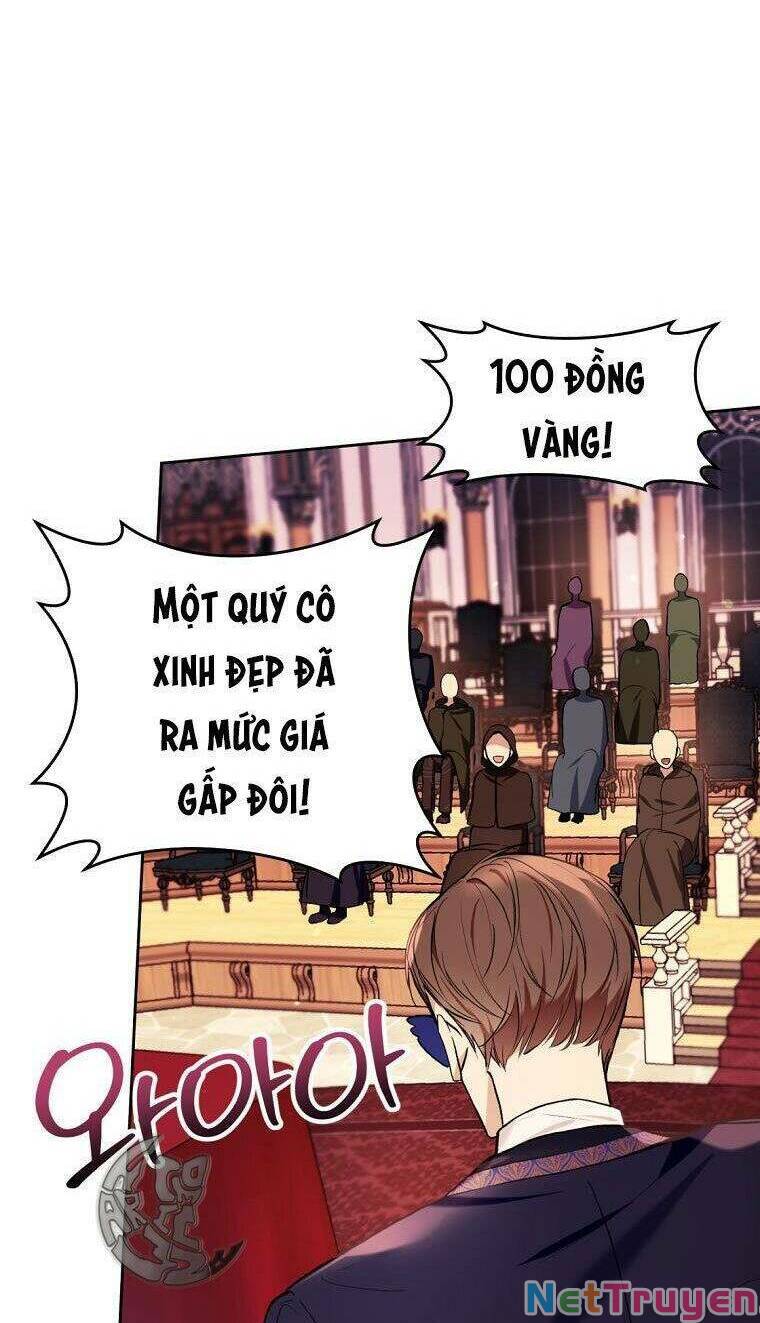 100 ĐỒNG
VÀNG!
MỘT QUÝ CÔ
XINH ĐẸP ĐÃ
RA MỨC GIÁ
GẤP ĐÔI!
와아아
NetTruyen